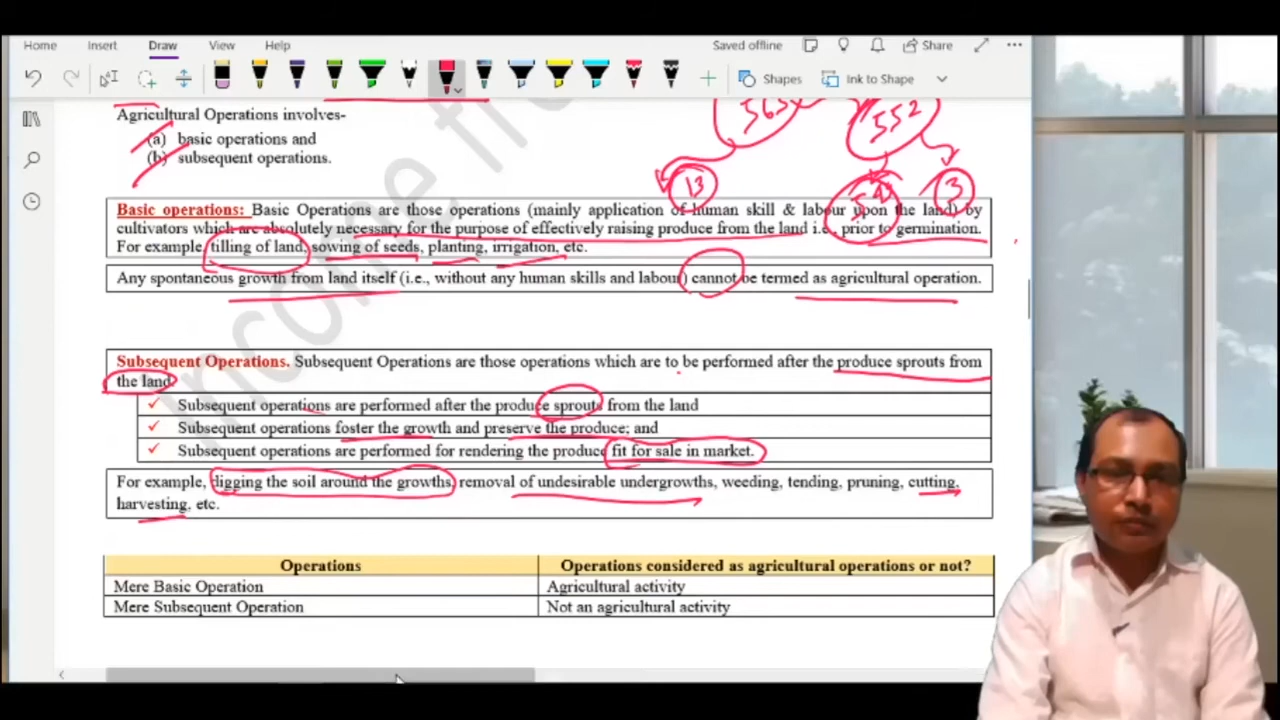 Home Insert Draw View Help Saved offline Share
Shapes Ink to Shape
Agricultural Operations involves-
(a) basic operations and
(b) subsequent operations.
565 552
13 549 3
Basic operations: Basic Operations are those operations (mainly application of human skill & labour upon the land) by
cultivators which are absolutely necessary for the purpose of effectively raising produce from the land i.e., prior to germination.
For example, tilling of land, sowing of seeds, planting, irrigation, etc.
Any spontaneous growth from land itself (i.e., without any human skills and labour) cannot be termed as agricultural operation.
Subsequent Operations. Subsequent Operations are those operations which are to be performed after the produce sprouts from
the land
✓ Subsequent operations are performed after the produce sprouts from the land
✓ Subsequent operations foster the growth and preserve the produce; and
✓ Subsequent operations are performed for rendering the produce fit for sale in market.
For example, digging the soil around the growths, removal of undesirable undergrowths, weeding, tending, pruning, cutting,
harvesting, etc.
Operations Operations considered as agricultural operations or not?
Mere Basic Operation Agricultural activity
Mere Subsequent Operation Not an agricultural activity
Income fro